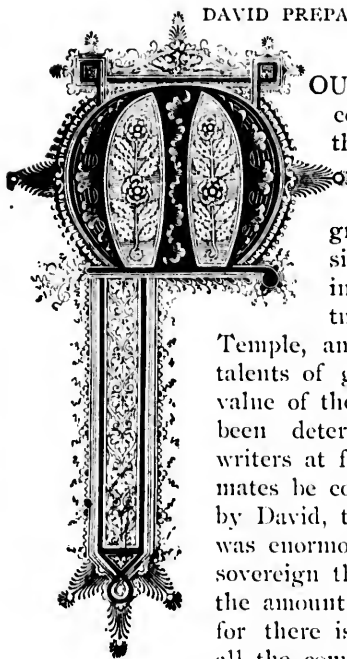 DAVID PREPA
MOU
co
th
gr
si
in
Temple, an
talents of g
value of the
been deter
writers at f
mates be co
by David, t
was enormo
sovereign th
the amount
for there is